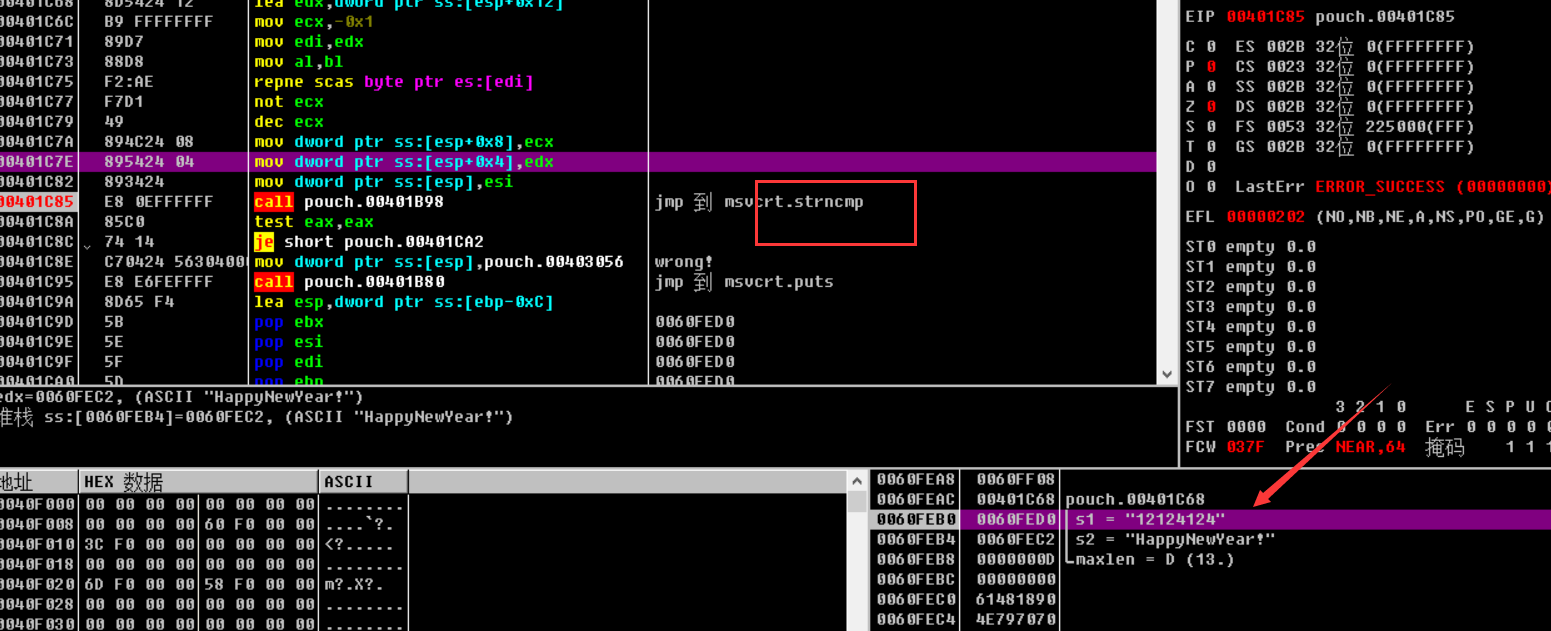 00401C68 8D5424 12 lea edx,dword ptr ss:[esp+0x12]
00401C6C B9 FFFFFFFF mov ecx,-0x1
00401C71 89D7 mov edi,edx
00401C73 88D8 mov al,bl
00401C75 F2:AE repne scas byte ptr es:[edi]
00401C77 F7D1 not ecx
00401C79 49 dec ecx
00401C7A 894C24 08 mov dword ptr ss:[esp+0x8],ecx
00401C7E 895424 04 mov dword ptr ss:[esp+0x4],edx
00401C82 893424 mov dword ptr ss:[esp],esi
00401C85 E8 0EFFFFFF call pouch.00401B98 jmp 到 msvcrt.strncmp
00401C8A 85C0 test eax,eax
00401C8C 74 14 je short pouch.00401CA2
00401C8E C70424 56304000 mov dword ptr ss:[esp],pouch.00403056 wrong!
00401C95 E8 E6FEFFFF call pouch.00401B80 jmp 到 msvcrt.puts
00401C9A 8D65 F4 lea esp,dword ptr ss:[ebp-0xC]
00401C9D 5B pop ebx 0060FED0
00401C9E 5E pop esi 0060FED0
00401C9F 5F pop edi 0060FED0
00401CA0 5D pop ebp 0060FED0
edx=0060FEC2, (ASCII "HappyNewYear!")
堆栈 ss:[0060FEB4]=0060FEC2, (ASCII "HappyNewYear!")
EIP 00401C85 pouch.00401C85
C 0 ES 002B 32位 0(FFFFFFFF)
P 0 CS 0023 32位 0(FFFFFFFF)
A 0 SS 002B 32位 0(FFFFFFFF)
Z 0 DS 002B 32位 0(FFFFFFFF)
S 0 FS 0053 32位 225000(FFF)
T 0 GS 002B 32位 0(FFFFFFFF)
D 0
O 0 LastErr ERROR_SUCCESS (00000000)
EFL 00000202 (NO,NB,NE,A,NS,PO,GE,G)
ST0 empty 0.0
ST1 empty 0.0
ST2 empty 0.0
ST3 empty 0.0
ST4 empty 0.0
ST5 empty 0.0
ST6 empty 0.0
ST7 empty 0.0
3 2 1 0 E S P U O
FST 0000 Cond 0 0 0 0 Err 0 0 0 0 0
FCW 037F Prec NEAR,64 掩码 1 1 1
地址 HEX 数据 ASCII
0040F000 00 00 00 00 00 00 00 00 ........
0040F008 00 00 00 00 60 F0 00 00 ....`?.
0040F010 3C F0 00 00 00 00 00 00 <?.....
0040F018 00 00 00 00 00 00 00 00 ........
0040F020 6D F0 00 00 58 F0 00 00 m?.X?.
0040F028 00 00 00 00 00 00 00 00 ........
0040F030 00 00 00 00 00 00 00 00 ........
0060FEA8 0060FF08
0060FEAC 00401C68 pouch.00401C68
0060FEB0 0060FED0 s1 = "12124124"
0060FEB4 0060FEC2 s2 = "HappyNewYear!"
0060FEB8 0000000D maxlen = D (13.)
0060FEBC 00000000
0060FEC0 61481890
0060FEC4 4E797070